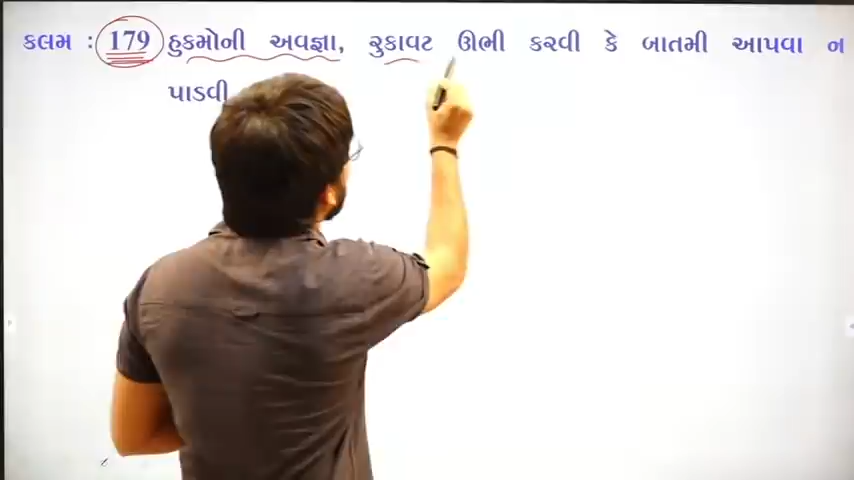 કલમ : 179 હુકમોની અવજ્ઞા, રુકાવટ ઊભી કરવી કે બાતમી આપવા ન
પાડવી